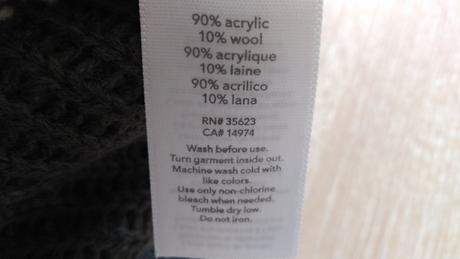 90% acrylic
10% wool
90% acrylique
10% laine
90% acrilico
10% lana
RN# 35623
CA# 14974
Wash before use.
Turn garment inside out.
Machine wash cold with
like colors.
Use only non-chlorine
bleach when needed.
Tumble dry low.
Do not iron.